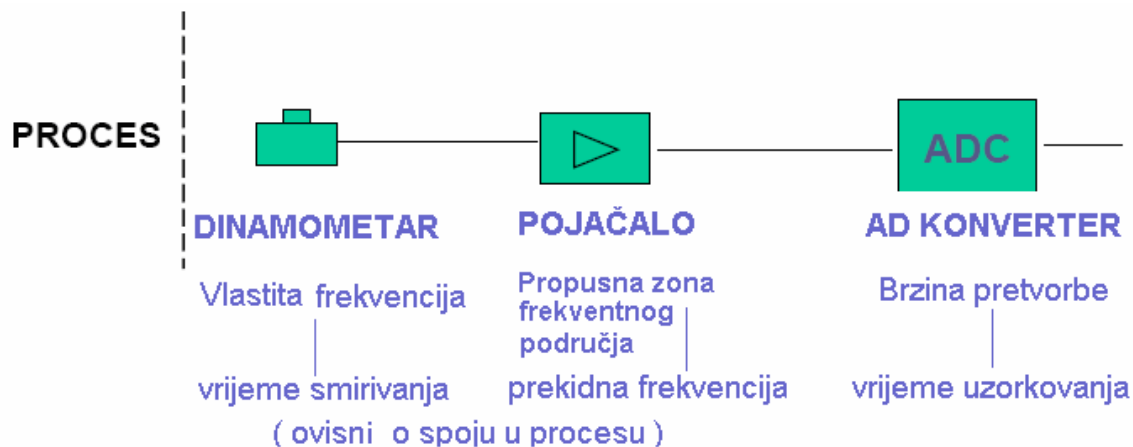 PROCES
ADC
DINAMOMETAR
POJAČALO
AD KONVERTER
Vlastita frekvencija
Propusna zona
frekventnog
područja
Brzina pretvorbe
vrijeme smirivanja
prekidna frekvencija
vrijeme uzorkovanja
( ovisni o spoju u procesu )